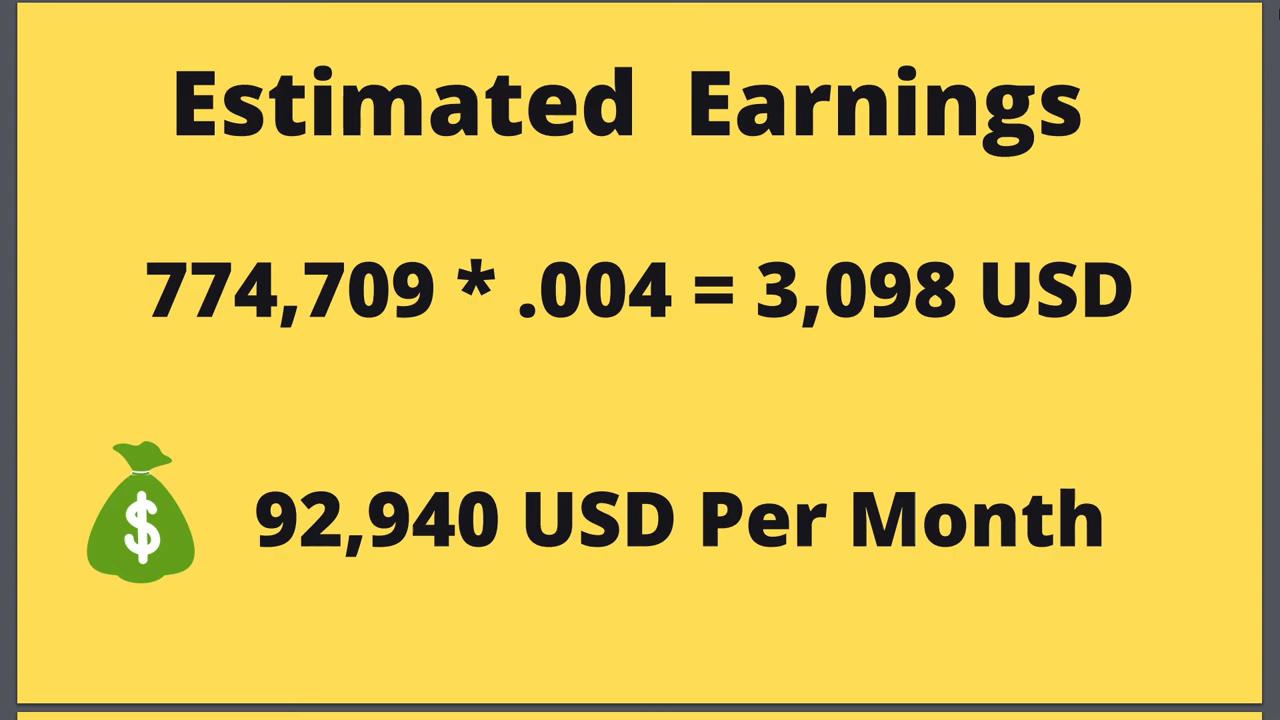 Estimated Earnings
774,709 * .004 = 3,098 USD
$
92,940 USD Per Month